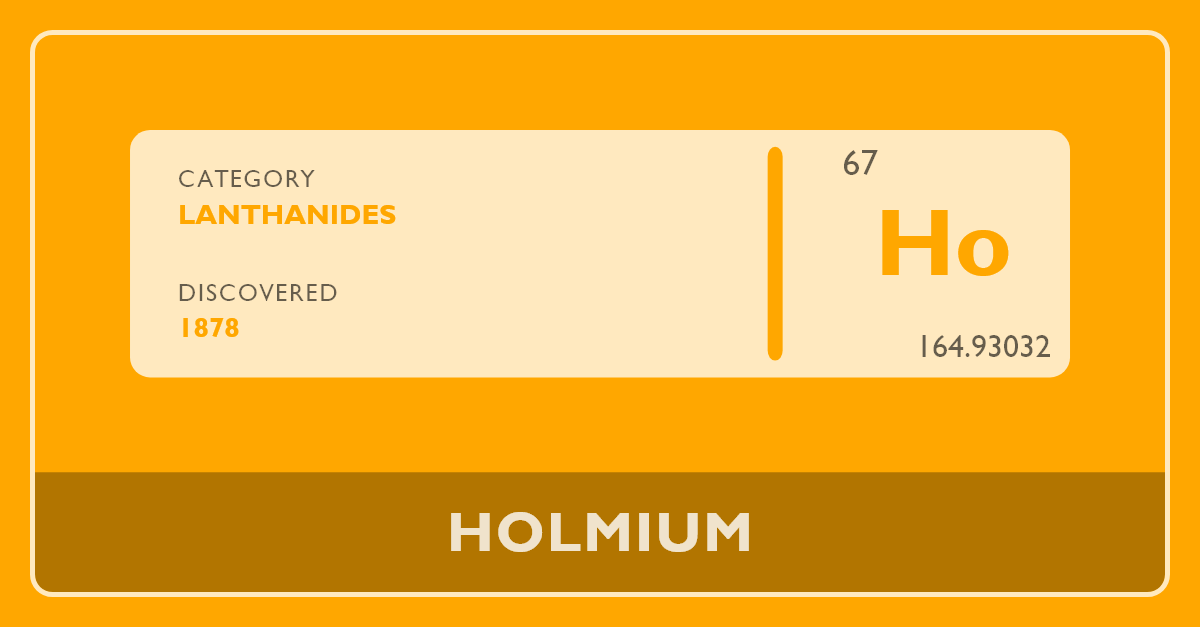 CATEGORY
LANTHANIDES
DISCOVERED
1878
67
Ho
164.93032
HOLMIUM